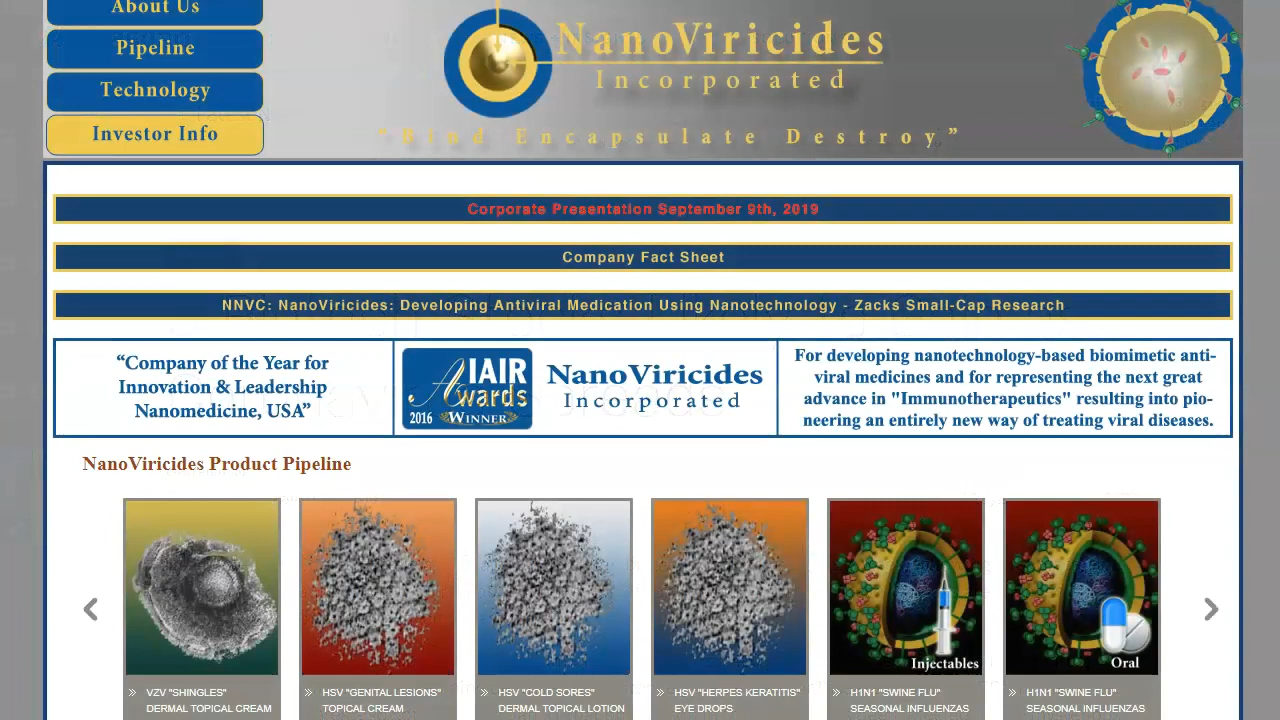 About Us
Pipeline
Technology
Investor Info
NanoViricides
Incorporated
"Bind Encapsulate Destroy"
Corporate Presentation September 9th, 2019
Company Fact Sheet
NNVC: NanoViricides: Developing Antiviral Medication Using Nanotechnology - Zacks Small-Cap Research
“Company of the Year for
Innovation & Leadership
Nanomedicine, USA”
IAIR
Awards
2016 WINNER
NanoViricides
Incorporated
For developing nanotechnology-based biomimetic anti-
viral medicines and for representing the next great
advance in "Immunotherapeutics" resulting into pio-
neering an entirely new way of treating viral diseases.
NanoViricides Product Pipeline
Injectables
Oral
VZV "SHINGLES"
DERMAL TOPICAL CREAM
HSV "GENITAL LESIONS"
TOPICAL CREAM
HSV "COLD SORES"
DERMAL TOPICAL LOTION
HSV "HERPES KERATITIS"
EYE DROPS
H1N1 "SWINE FLU"
SEASONAL INFLUENZAS
H1N1 "SWINE FLU"
SEASONAL INFLUENZAS